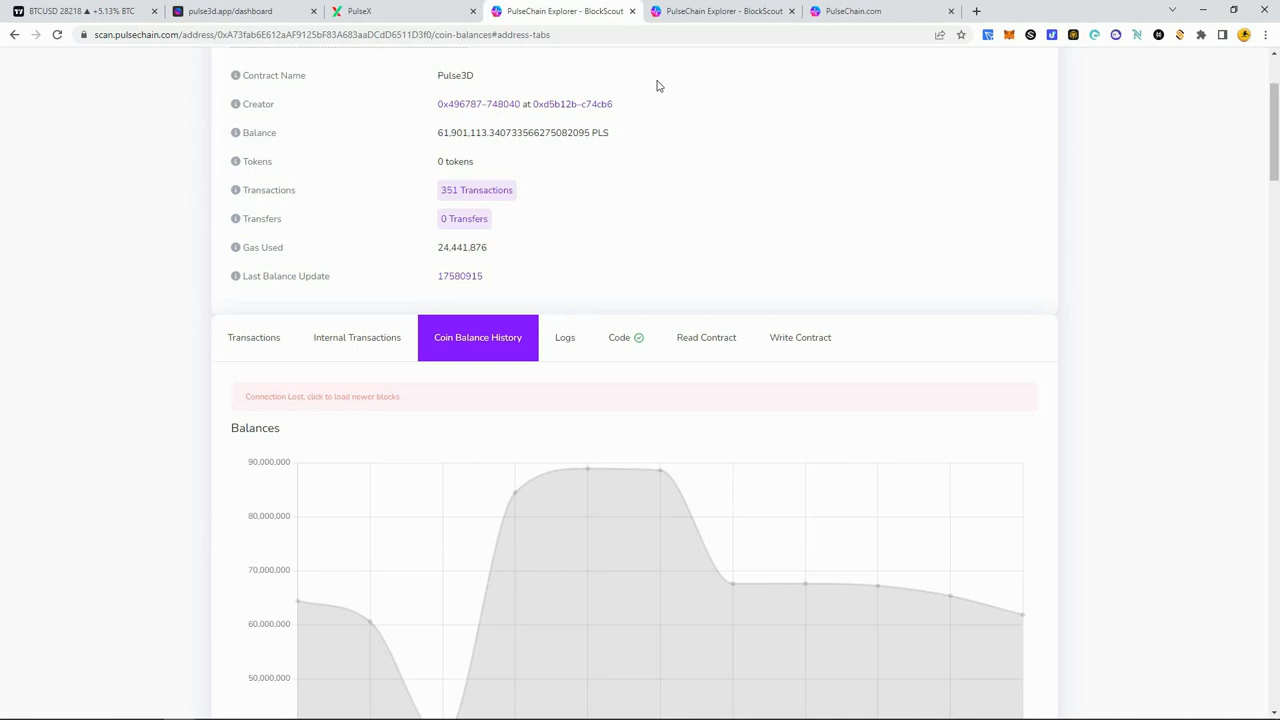 BTCUSD 28218 ▲ +5.13% BTC
pulse3d.app/dashboard
PulseX
PulseChain Explorer - BlockScout
PulseChain Explorer - BlockScout
PulseChain.com
scan.pulsechain.com/address/0xA73fab6E612aAF9125bF83A683aaDCdD6511D3f0/coin-balances#address-tabs
Contract Name Pulse3D
Creator 0x496787–748040 at 0xd5b12b–c74cb6
Balance 61,901,113.340733566275082095 PLS
Tokens 0 tokens
Transactions 351 Transactions
Transfers 0 Transfers
Gas Used 24,441,876
Last Balance Update 17580915
Transactions Internal Transactions Coin Balance History Logs Code Read Contract Write Contract
Connection Lost, click to load newer blocks
Balances
90,000,000
80,000,000
70,000,000
60,000,000
50,000,000